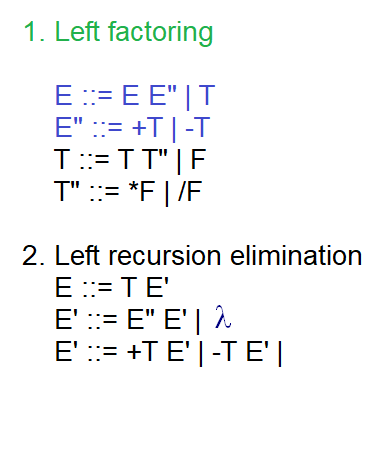 1. Left factoring
E ::= E E" | T
E" ::= +T | -T
T ::= T T" | F
T" ::= *F | /F
2. Left recursion elimination
E ::= T E'
E' ::= E" E' | λ
E' ::= +T E' | -T E' |